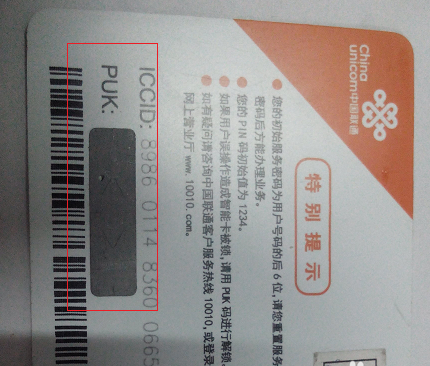 China
unicom中国联通
特别提示
您的初始服务密码为用户号码的后6位,请您重置服务
密码后方能办理业务。
您的PIN码初始值为1234。
如果用户误操作造成智能卡被锁,请用PUK码进行解锁,
如有疑问请咨询中国联通客户服务热线10010,或登录
网上营业厅www.10010.com。
ICCID: 8986 0114 8360 0665
PUK: